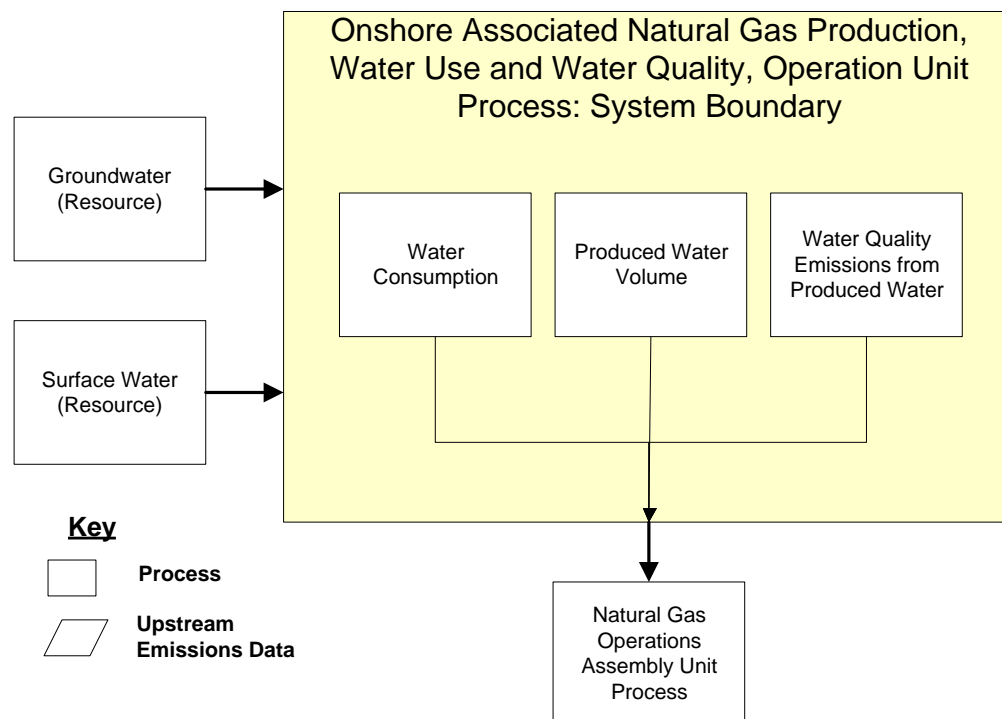 Onshore Associated Natural Gas Production,
Water Use and Water Quality, Operation Unit
Process: System Boundary
Groundwater
(Resource)
Water
Consumption
Produced Water
Volume
Water Quality
Emissions from
Produced Water
Surface Water
(Resource)
Key
Process
Upstream
Emissions Data
Natural Gas
Operations
Assembly Unit
Process